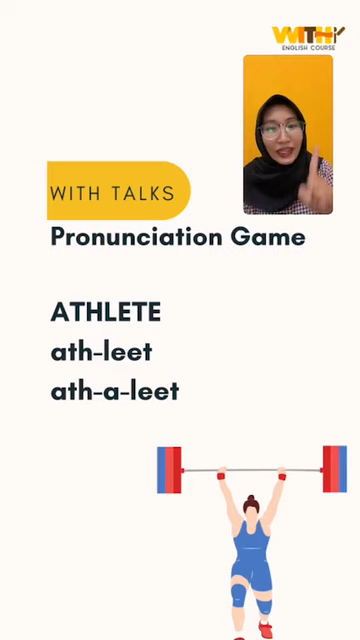 WITH
ENGLISH COURSE
WITH TALKS
Pronunciation Game
ATHLETE
ath-leet
ath-a-leet